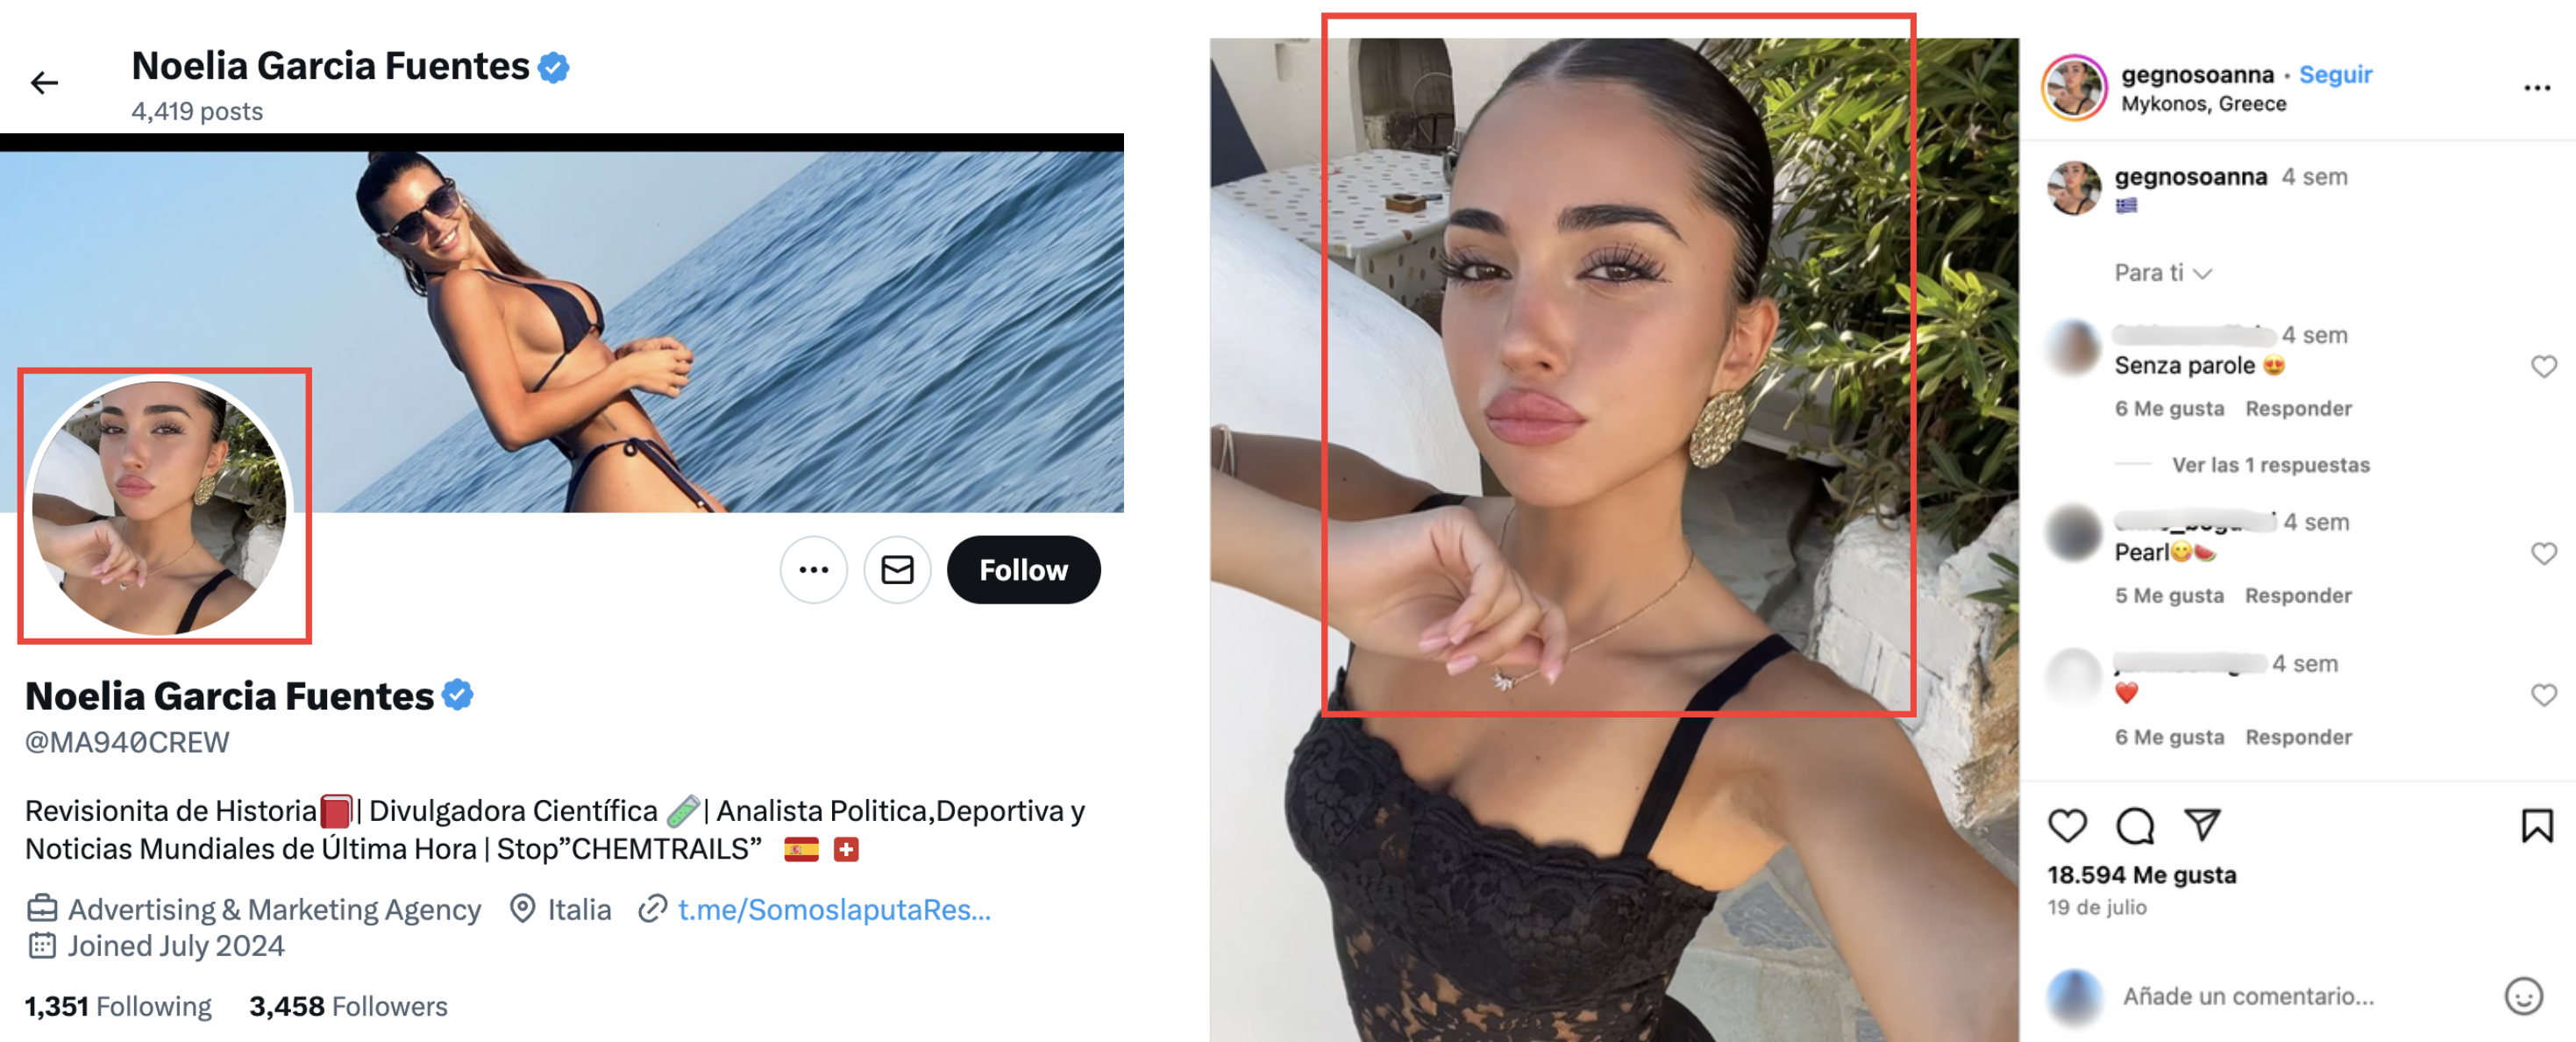 Noelia Garcia Fuentes
4,419 posts
Follow
Noelia Garcia Fuentes
@MA940CREW
Revisionita de Historia📕| Divulgadora Científica 🧪| Analista Politica,Deportiva y
Noticias Mundiales de Última Hora | Stop”CHEMTRAILS” 🇪🇸 🇨🇭
Advertising & Marketing Agency Italia t.me/SomoslaputaRes...
Joined July 2024
1,351 Following 3,458 Followers
gegnosoanna • Seguir
Mykonos, Greece
gegnosoanna 4 sem
🇬🇷
Para ti
4 sem
Senza parole 😍
6 Me gusta Responder
Ver las 1 respuestas
4 sem
Pearl😋🍉
5 Me gusta Responder
4 sem
❤️
6 Me gusta Responder
18.594 Me gusta
19 de julio
Añade un comentario...